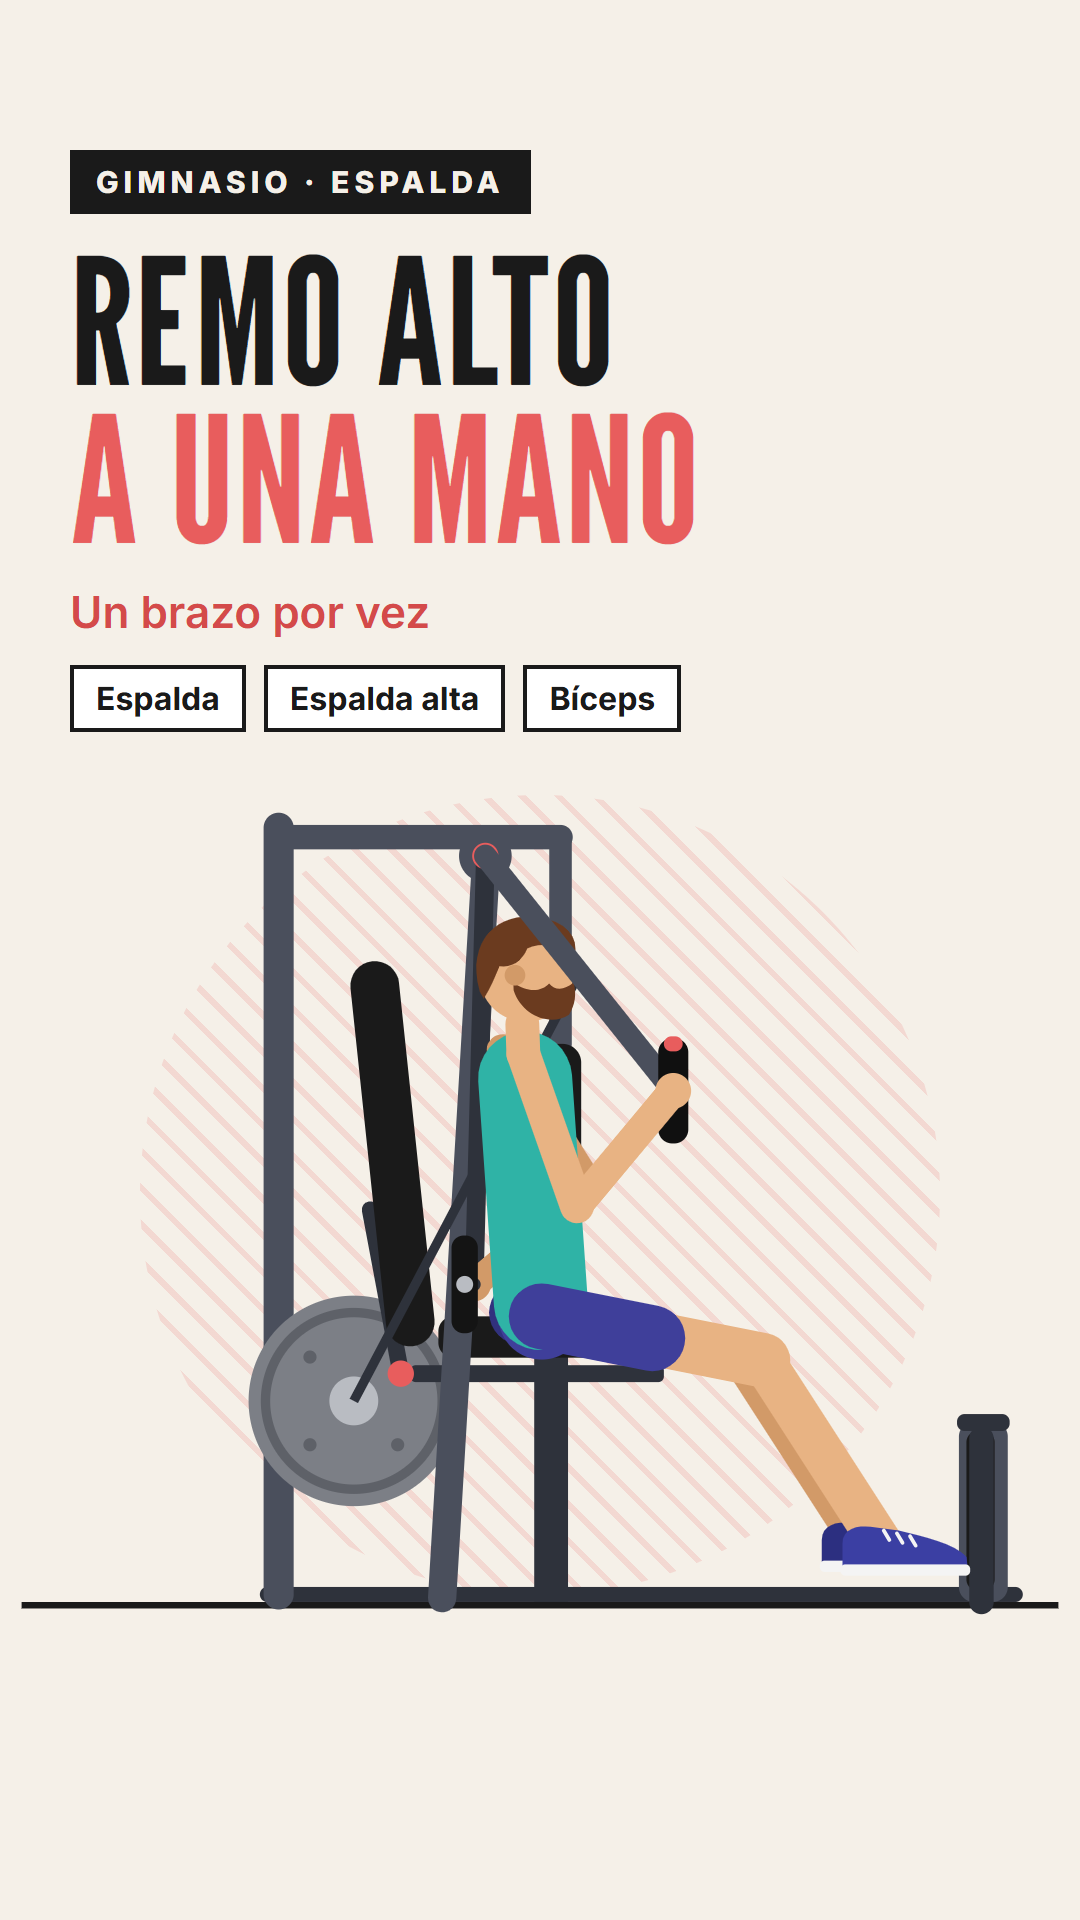 GIMNASIO · ESPALDA
REMO ALTO
A UNA MANO
Un brazo por vez
Espalda
Espalda alta
Bíceps